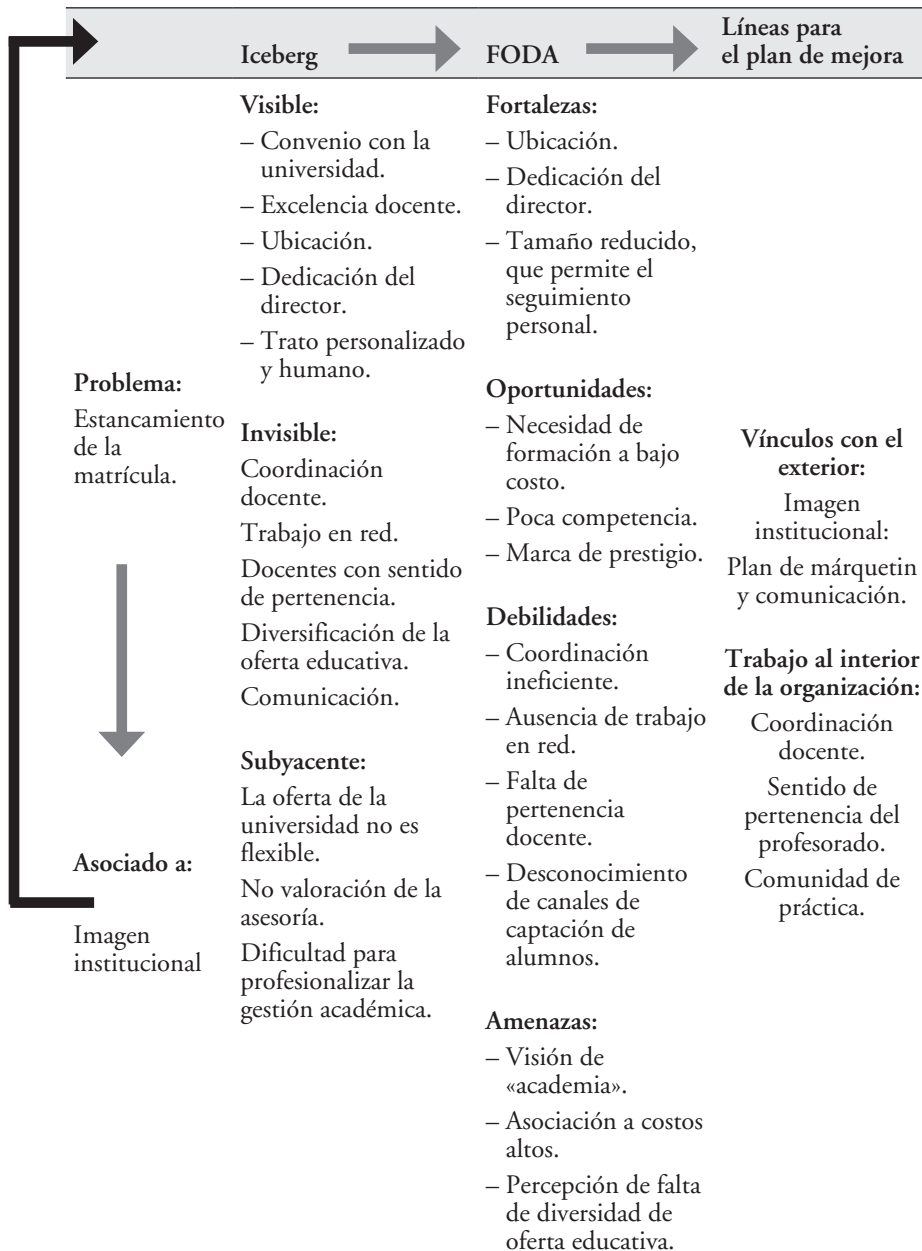 Iceberg
FODA
Líneas para
el plan de mejora
Problema:
Estancamiento
de la
matrícula.
Asociado a:
Imagen
institucional
Visible:
– Convenio con la
universidad.
– Excelencia docente.
– Ubicación.
– Dedicación del
director.
– Trato personalizado
y humano.
Invisible:
Coordinación
docente.
Trabajo en red.
Docentes con sentido
de pertenencia.
Diversificación de la
oferta educativa.
Comunicación.
Subyacente:
La oferta de la
universidad no es
flexible.
No valoración de la
asesoría.
Dificultad para
profesionalizar la
gestión académica.
Fortalezas:
– Ubicación.
– Dedicación del
director.
– Tamaño reducido,
que permite el
seguimiento
personal.
Oportunidades:
– Necesidad de
formación a bajo
costo.
– Poca competencia.
– Marca de prestigio.
Debilidades:
– Coordinación
ineficiente.
– Ausencia de trabajo
en red.
– Falta de
pertenencia
docente.
– Desconocimiento
de canales de
captación de
alumnos.
Amenazas:
– Visión de
«academia».
– Asociación a costos
altos.
– Percepción de falta
de diversidad de
oferta educativa.
Vínculos con el
exterior:
Imagen
institucional:
Plan de márquetin
y comunicación.
Trabajo al interior
de la organización:
Coordinación
docente.
Sentido de
pertenencia del
profesorado.
Comunidad de
práctica.